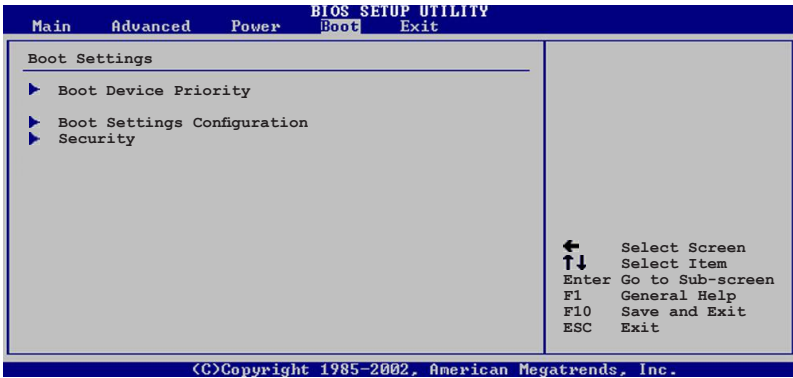 BIOS SETUP UTILITY
Main Advanced Power Boot Exit
Boot Settings
Boot Device Priority
Boot Settings Configuration
Security
← Select Screen
↑↓ Select Item
Enter Go to Sub-screen
F1 General Help
F10 Save and Exit
ESC Exit
(C)Copyright 1985-2002, American Megatrends, Inc.